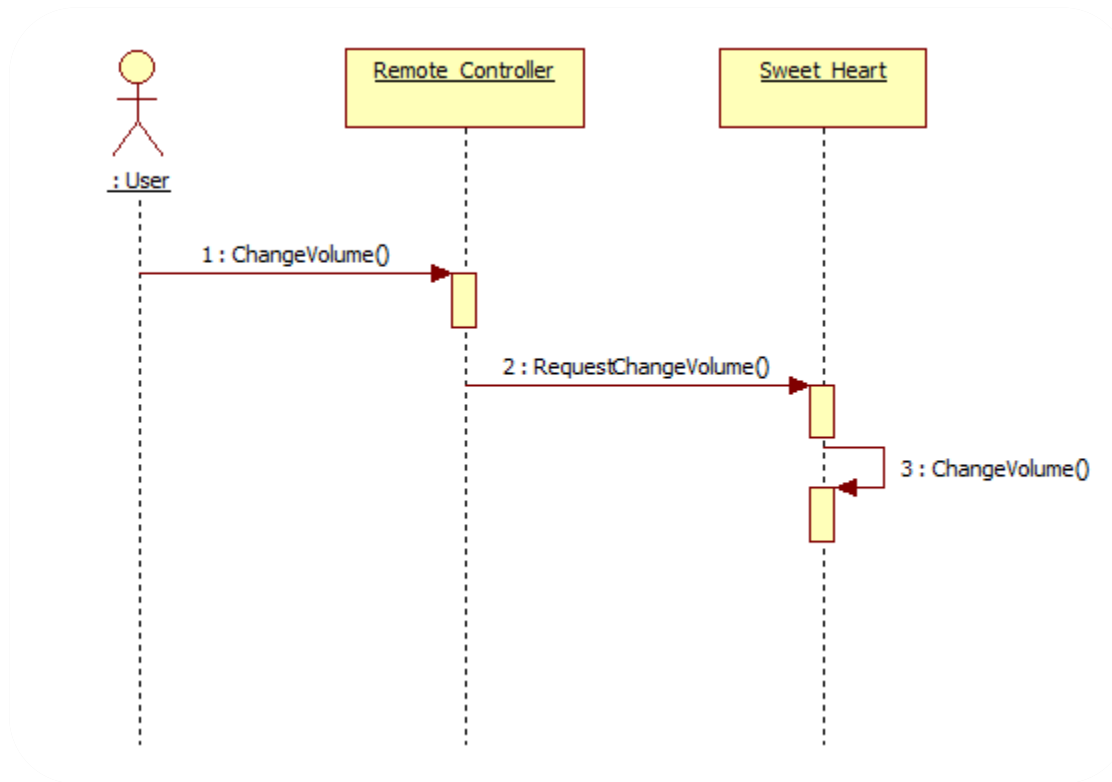 Remote Controller
Sweet Heart
: User
1 : ChangeVolume()
2 : RequestChangeVolume()
3 : ChangeVolume()